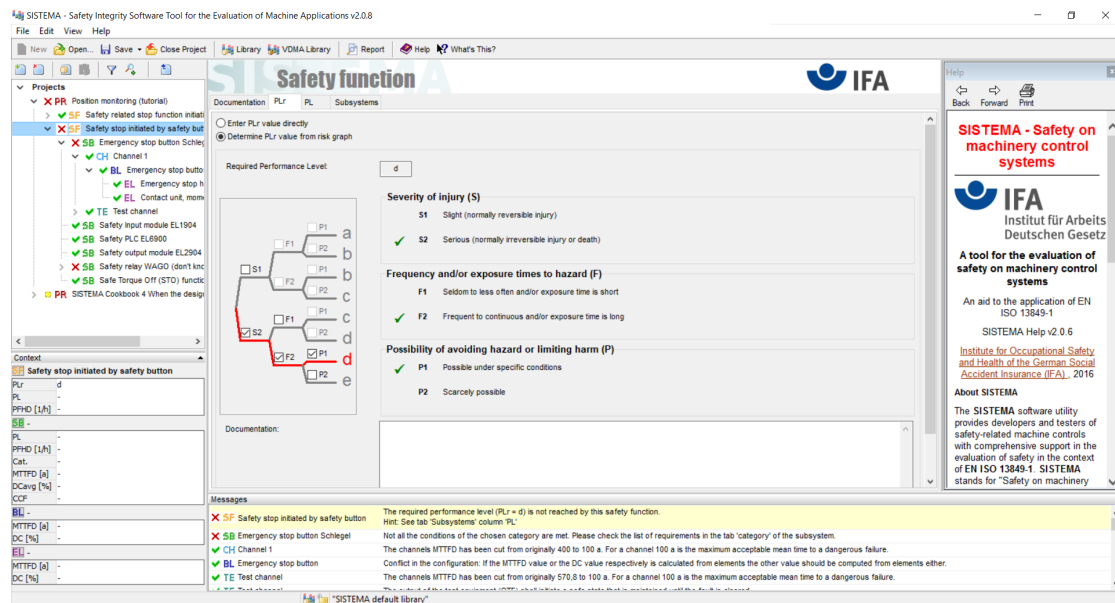 SISTEMA - Safety Integrity Software Tool for the Evaluation of Machine Applications v2.0.8
File Edit View Help
New Open... Save Close Project Library VDMA Library Report Help What's This?
Projects
PR Position monitoring (tutorial)
SF Safety related stop function initiati
SF Safety stop initiated by safety but
SB Emergency stop button Schleg
CH Channel 1
BL Emergency stop butto
EL Emergency stop h
EL Contact unit, mom
TE Test channel
SB Safety Input module EL1904
SB Safety PLC EL6900
SB Safety output module EL2904
SB Safety relay WAGO (don't knc
SB Safe Torque Off (STO) functic
PR SISTEMA Cookbook 4 When the design
Context
SF Safety stop initiated by safety button
PLr d
PL -
PFHD [1/h] -
SB -
PL -
PFHD [1/h] -
Cat. -
MTTFD [a] -
DCavg [%] -
CCF -
BL -
MTTFD [a] -
DC [%] -
EL -
MTTFD [a] -
DC [%] -
SISTEMA
Safety function
IFA
Documentation PLr PL Subsystems
Enter PLr value directly
Determine PLr value from risk graph
Required Performance Level: d
S1
S2
F1
F2
F1
F2
P1 a
P2 b
P1 b
P2 c
P1 c
P2 d
P1 d
P2 e
Severity of injury (S)
S1 Slight (normally reversible injury)
S2 Serious (normally irreversible injury or death)
Frequency and/or exposure times to hazard (F)
F1 Seldom to less often and/or exposure time is short
F2 Frequent to continuous and/or exposure time is long
Possibility of avoiding hazard or limiting harm (P)
P1 Possible under specific conditions
P2 Scarcely possible
Documentation:
Messages
SF Safety stop initiated by safety button The required performance level (PLr = d) is not reached by this safety function.
Hint: See tab 'Subsystems' column 'PL'
SB Emergency stop button Schlegel Not all the conditions of the chosen category are met. Please check the list of requirements in the tab 'category' of the subsystem.
CH Channel 1 The channels MTTFD has been cut from originally 400 to 100 a. For a channel 100 a is the maximum acceptable mean time to a dangerous failure.
BL Emergency stop button Conflict in the configuration: If the MTTFD value or the DC value respectively is calculated from elements the other value should be computed from elements either.
TE Test channel The channels MTTFD has been cut from originally 570,8 to 100 a. For a channel 100 a is the maximum acceptable mean time to a dangerous failure.
Help
Back Forward Print
SISTEMA - Safety on
machinery control
systems
IFA
Institut für Arbeits
Deutschen Gesetz
A tool for the evaluation of
safety on machinery control
systems
An aid to the application of EN
ISO 13849-1
SISTEMA Help v2.0.6
Institute for Occupational Safety
and Health of the German Social
Accident Insurance (IFA) , 2016
About SISTEMA
The SISTEMA software utility
provides developers and testers of
safety-related machine controls
with comprehensive support in the
evaluation of safety in the context
of EN ISO 13849-1. SISTEMA
stands for "Safety on machinery
"SISTEMA default library"